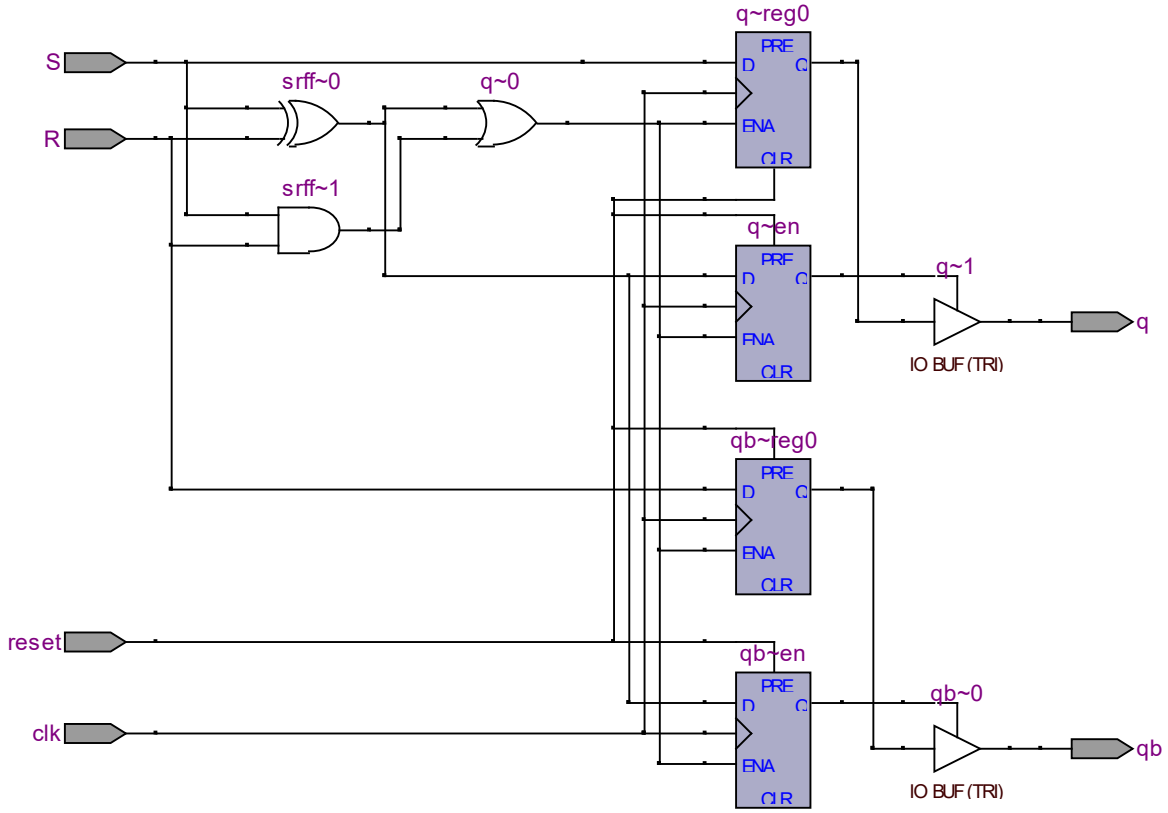 q~reg0
S
PRE
D
Q
srff~0
q~0
R
ENA
CLR
srff~1
q~en
PRE
D
Q
q~1
q
ENA
IO BUF (TRI)
CLR
qb~reg0
PRE
D
Q
ENA
CLR
reset
qb~en
PRE
D
Q
qb~0
clk
qb
ENA
IO BUF (TRI)
CLR